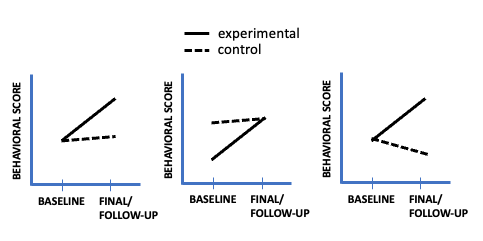 experimental
control
BEHAVIORAL SCORE
BASELINE
FINAL/
FOLLOW-UP
BEHAVIORAL SCORE
BASELINE
FINAL/
FOLLOW-UP
BEHAVIORAL SCORE
BASELINE
FINAL/
FOLLOW-UP